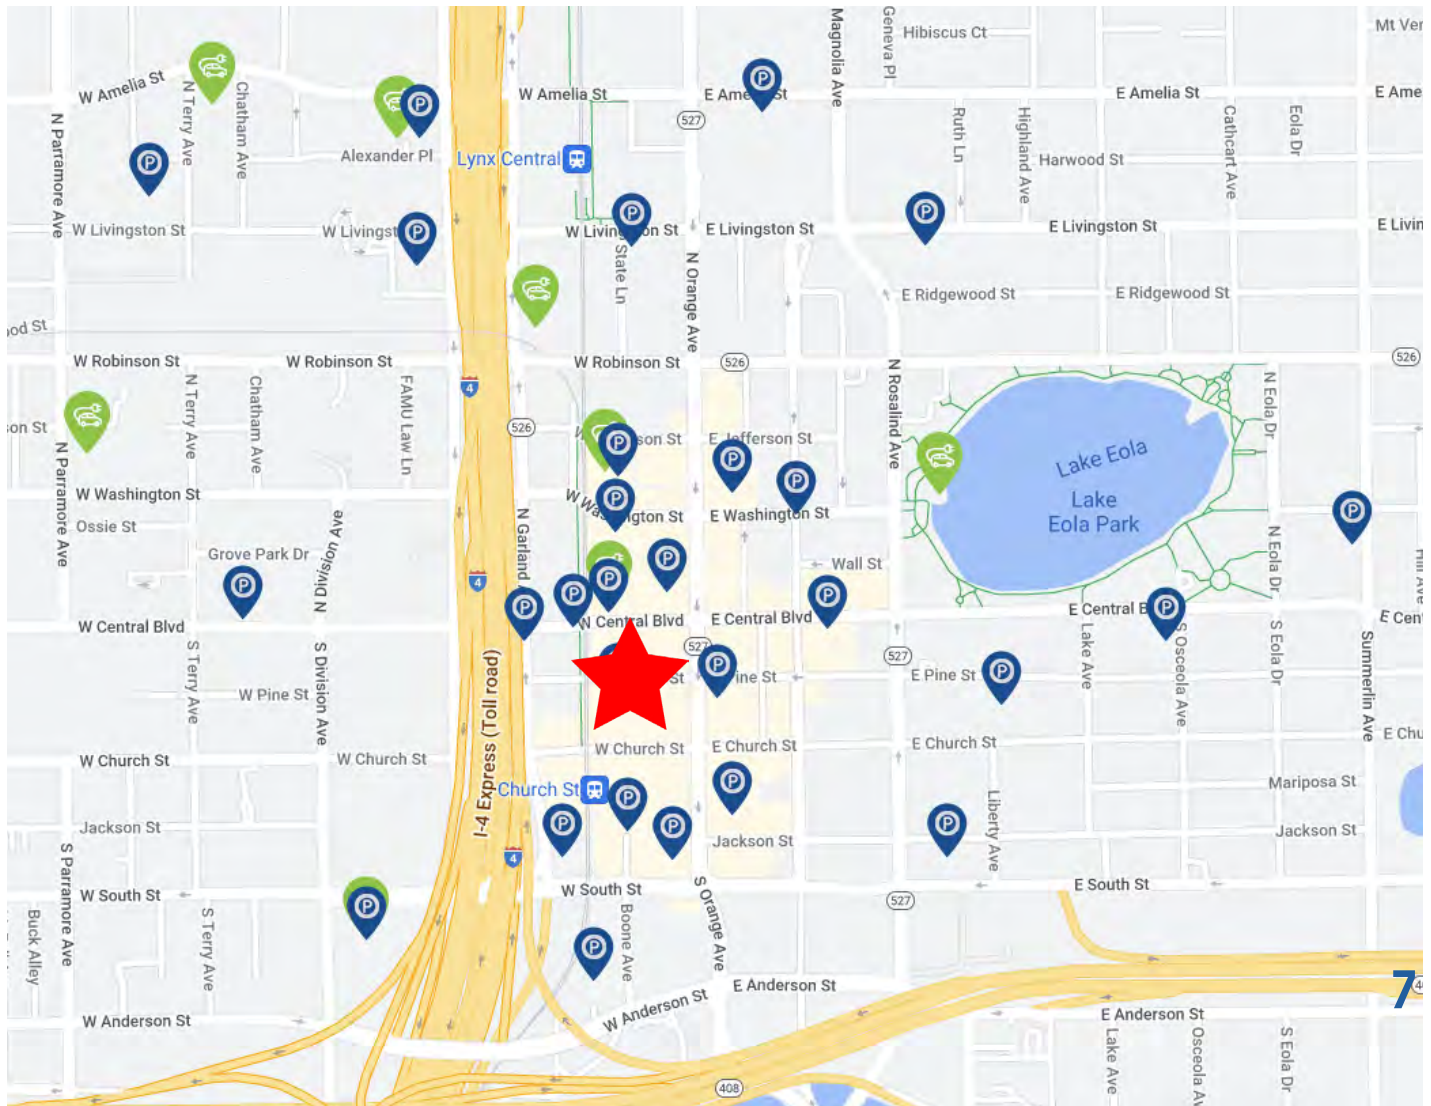 Magnolia Ave
Geneva Pl
Hibiscus Ct
Mt Ver
W Amelia St
N Terry Ave
Chatham Ave
W Amelia St
E Ame
St
E Amelia St
E Ame
527
N Parramore Ave
Alexander Pl
Lynx Central
Ruth Ln
Highland Ave
Harwood St
Cathcart Ave
Eola Dr
W Livingston St
W Livingst
W Living
on St
E Livingston St
E Livingston St
E Livin
State Ln
N Orange Ave
E Ridgewood St
E Ridgewood St
ood St
W Robinson St
W Robinson St
W Robinson St
526
526
4
N Terry Ave
Chatham Ave
FAMU Law Ln
N Rosalind Ave
N Eola Dr
son St
526
W
son St
E Jefferson St
Lake Eola
Lake
Eola Park
N Parramore Ave
W Washington St
Ossie St
W Was
ngton St
E Washington St
N Garland
N Division Ave
Grove Park Dr
4
Wall St
N Eola Dr
Hill Ave
W Central Blvd
W Central Blvd
E Central Blvd
E Central B
E Cent
527
527
S Terry Ave
S Division Ave
W Pine St
St
ine St
E Pine St
Lake Ave
S Osceola Ave
S Eola Dr
Summerlin Ave
I-4 Express (Toll road)
W Church St
W Church St
W Church St
E Church St
E Church St
E Chu
Church St
Mariposa St
Liberty Ave
Jackson St
Jackson St
Jackson St
4
S Parramore Ave
W South St
W South St
E South St
527
S Orange Ave
Buck Alley
S Terry Ave
Boone Ave
E Anderson St
7
W Anderson St
W Anderson St
E Anderson St
Lake Ave
Osceola Av
S Eola Dr
408